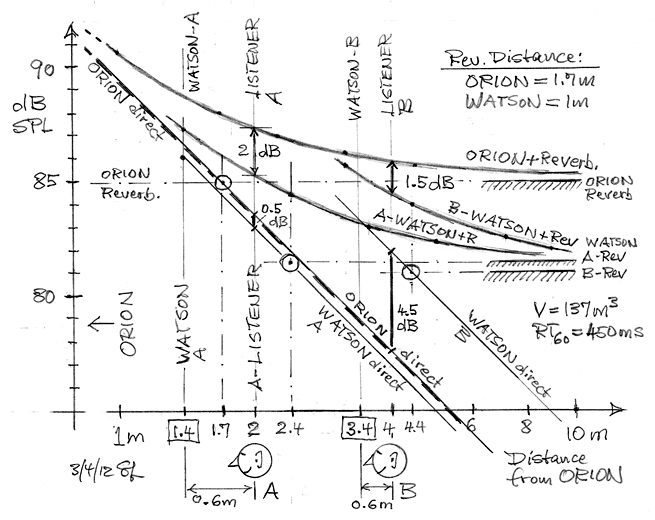 90
dB
SPL
85
80
ORION direct
WATSON-A
LISTENER
A
WATSON-B
LISTENER
B
Rev. Distance:
ORION = 1.7m
WATSON = 1m
2 dB
ORION+Reverb.
ORION
Reverb.
1.5dB
ORION
Reverb
0.5
dB
A-WATSON+R
B-WATSON+Rev
WATSON
A-Rev
B-Rev
ORION
WATSON
A
A-LISTENER
ORION direct
WATSON direct
A
4.5
dB
WATSON direct
B
V = 137m³
RT60 = 450ms
1m 1.4 1.7 2 2.4 3.4 4 4.4 6 8 10m
Distance
from ORION
3/4/12 SL
0.6m
A
0.6m
B